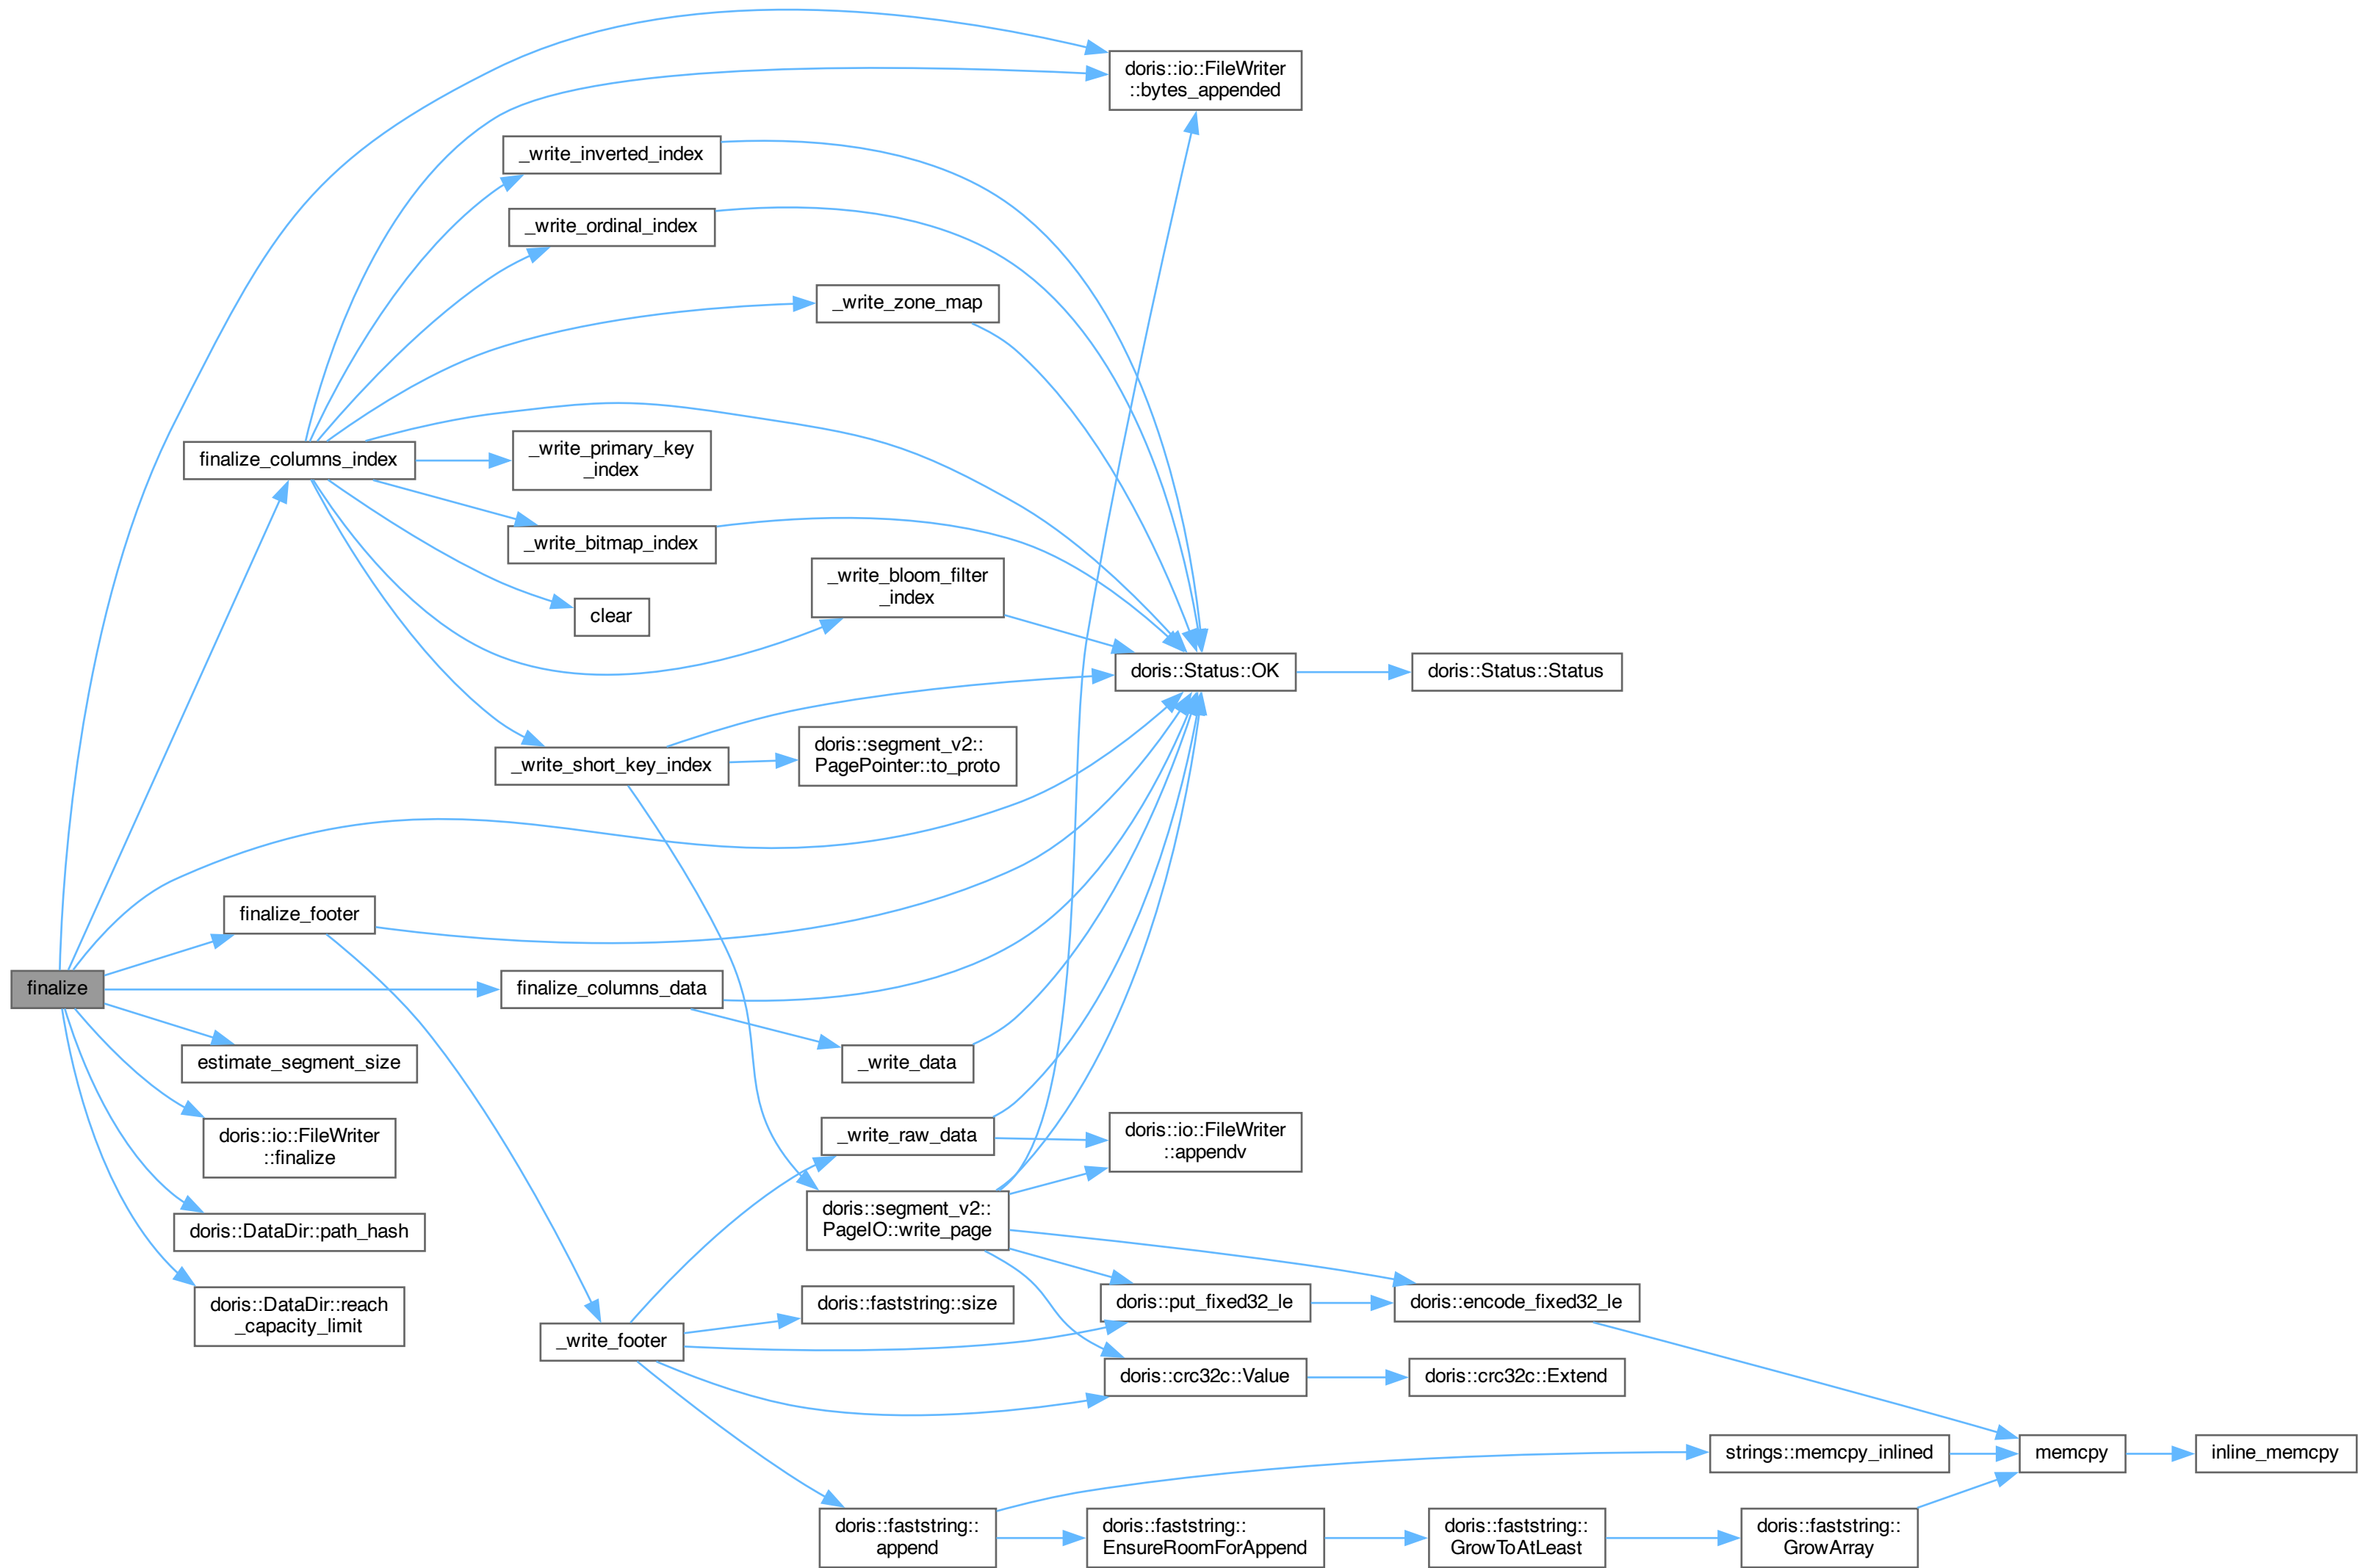 doris::io::FileWriter
::bytes_appended
_write_inverted_index
_write_ordinal_index
_write_zone_map
finalize_columns_index
_write_primary_key
_index
_write_bitmap_index
_write_bloom_filter
_index
clear
doris::Status::OK
doris::Status::Status
_write_short_key_index
doris::segment_v2::
PagePointer::to_proto
finalize_footer
finalize
finalize_columns_data
estimate_segment_size
_write_data
doris::io::FileWriter
::finalize
_write_raw_data
doris::io::FileWriter
::appendv
doris::DataDir::path_hash
doris::segment_v2::
PageIO::write_page
doris::DataDir::reach
_capacity_limit
doris::faststring::size
doris::put_fixed32_le
doris::encode_fixed32_le
_write_footer
doris::crc32c::Value
doris::crc32c::Extend
strings::memcpy_inlined
memcpy
inline_memcpy
doris::faststring::
append
doris::faststring::
EnsureRoomForAppend
doris::faststring::
GrowToAtLeast
doris::faststring::
GrowArray